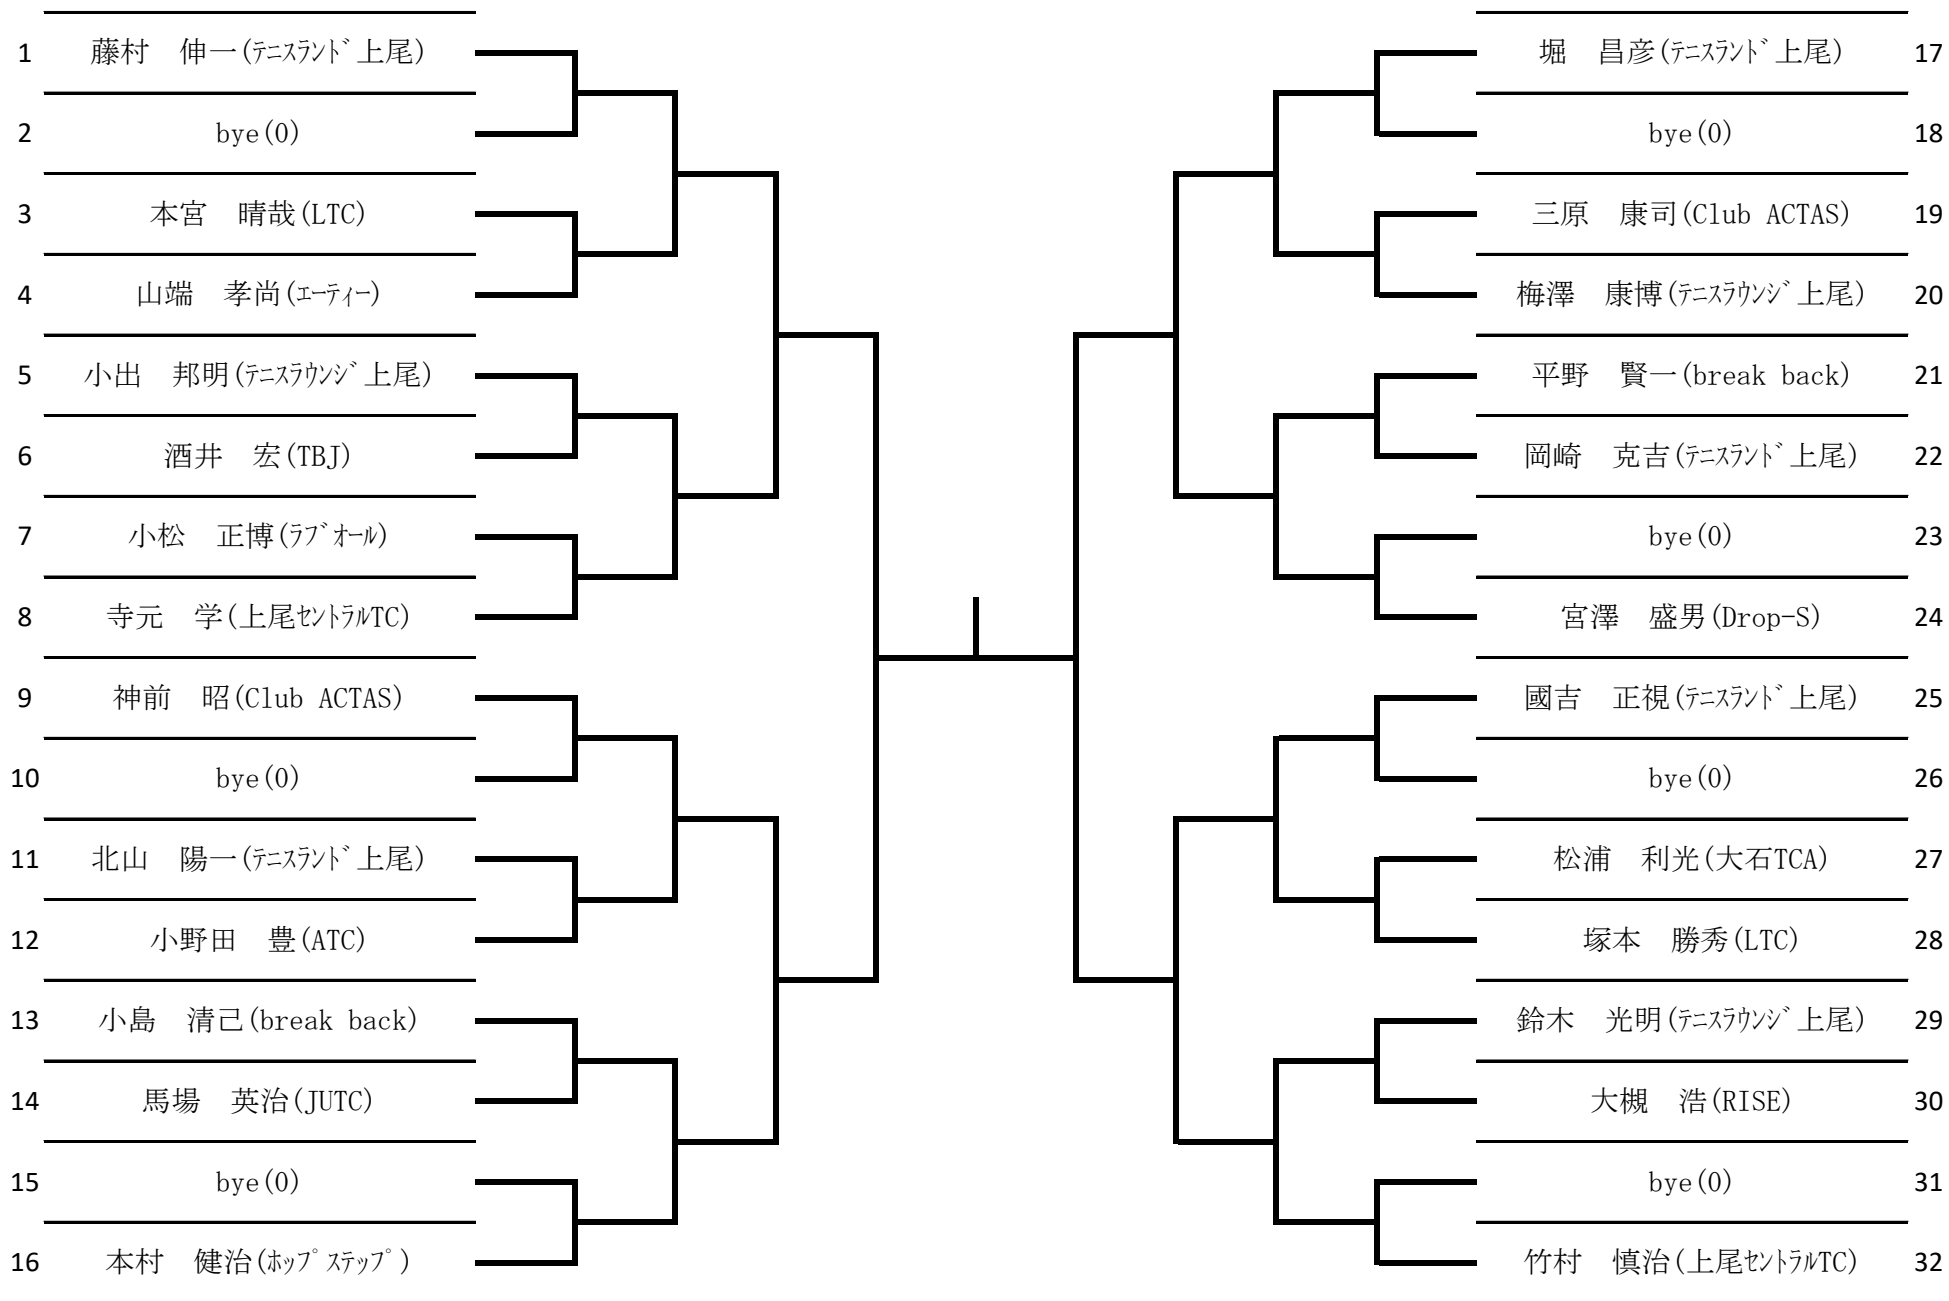 1 藤村　伸一(ﾃﾆｽﾗﾝﾄﾞ上尾)
2 bye(0)
3 本宮　晴哉(LTC)
4 山端　孝尚(ｴｰﾃｨｰ)
5 小出　邦明(ﾃﾆｽﾗｳﾝｼﾞ上尾)
6 酒井　宏(TBJ)
7 小松　正博(ﾗﾌﾞｵｰﾙ)
8 寺元　学(上尾ｾﾝﾄﾗﾙTC)
9 神前　昭(Club ACTAS)
10 bye(0)
11 北山　陽一(ﾃﾆｽﾗﾝﾄﾞ上尾)
12 小野田　豊(ATC)
13 小島　清己(break back)
14 馬場　英治(JUTC)
15 bye(0)
16 本村　健治(ﾎｯﾌﾟｽﾃｯﾌﾟ)
堀　昌彦(ﾃﾆｽﾗﾝﾄﾞ上尾) 17
bye(0) 18
三原　康司(Club ACTAS) 19
梅澤　康博(ﾃﾆｽﾗｳﾝｼﾞ上尾) 20
平野　賢一(break back) 21
岡崎　克吉(ﾃﾆｽﾗﾝﾄﾞ上尾) 22
bye(0) 23
宮澤　盛男(Drop-S) 24
國吉　正視(ﾃﾆｽﾗﾝﾄﾞ上尾) 25
bye(0) 26
松浦　利光(大石TCA) 27
塚本　勝秀(LTC) 28
鈴木　光明(ﾃﾆｽﾗｳﾝｼﾞ上尾) 29
大槻　浩(RISE) 30
bye(0) 31
竹村　慎治(上尾ｾﾝﾄﾗﾙTC) 32